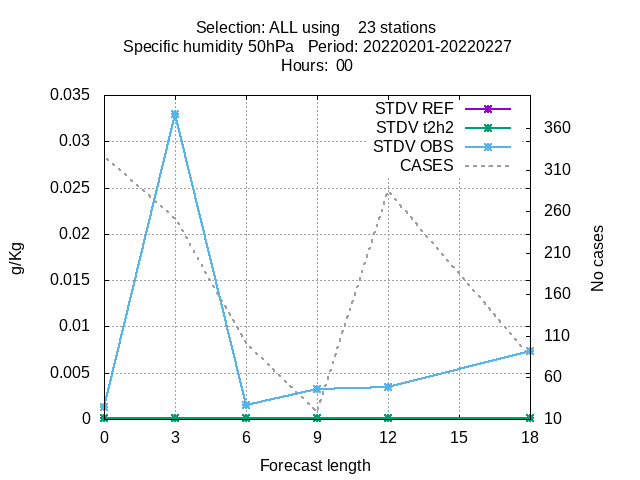 Selection: ALL using    23 stations
Specific humidity 50hPa   Period: 20220201-20220227
Hours:  00
STDV REF
STDV t2h2
STDV OBS
CASES
0.035
0.03
0.025
0.02
0.015
0.01
0.005
0
g/Kg
360
310
260
210
160
110
60
10
No cases
0 3 6 9 12 15 18
Forecast length